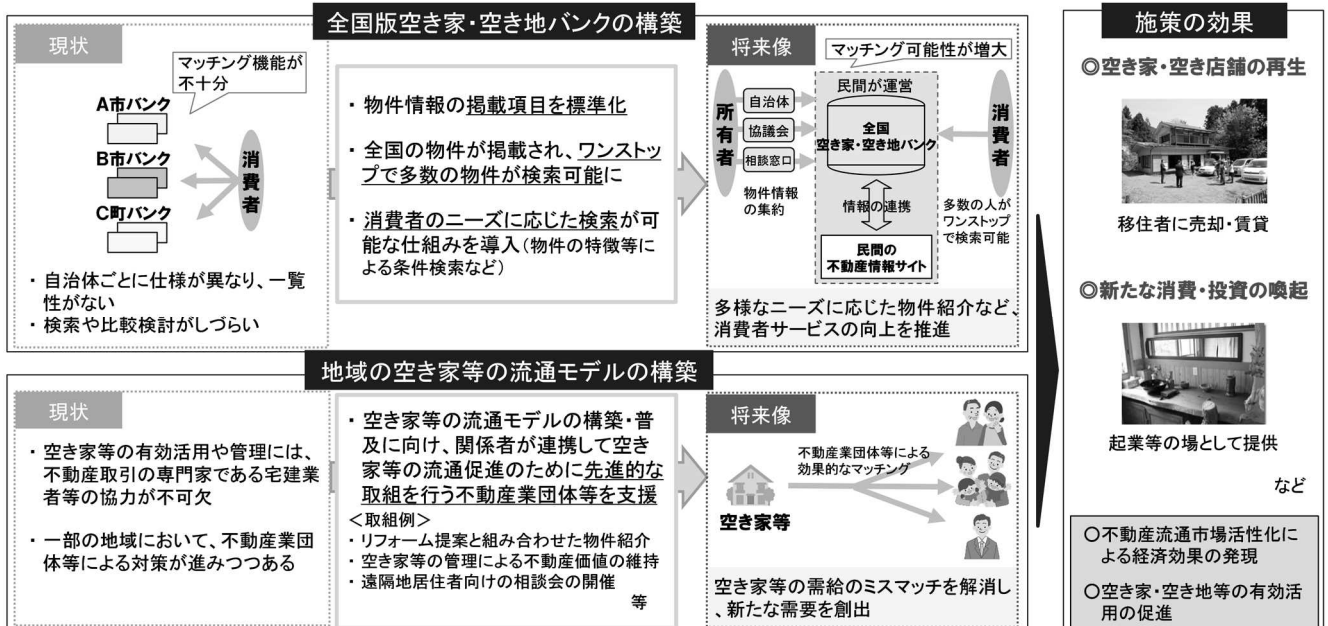 全国版空き家・空き地バンクの構築
現状
マッチング機能が
不十分
A市バンク
B市バンク
C町バンク
消費者
・自治体ごとに仕様が異なり、一覧
性がない
・検索や比較検討がしづらい
・物件情報の掲載項目を標準化
・全国の物件が掲載され、ワンストッ
プで多数の物件が検索可能に
・消費者のニーズに応じた検索が可
能な仕組みを導入(物件の特徴等に
よる条件検索など)
将来像
マッチング可能性が増大
所有者
自治体
協議会
相談窓口
物件情報
の集約
民間が運営
全国
空き家・空き地バンク
情報の連携
民間の
不動産情報サイト
消費者
多数の人が
ワンストップ
で検索可能
多様なニーズに応じた物件紹介など、
消費者サービスの向上を推進
地域の空き家等の流通モデルの構築
現状
・空き家等の有効活用や管理には、
不動産取引の専門家である宅建業
者等の協力が不可欠
・一部の地域において、不動産業団
体等による対策が進みつつある
・空き家等の流通モデルの構築・普
及に向け、関係者が連携して空き
家等の流通促進のために先進的な
取組を行う不動産業団体等を支援
<取組例>
・リフォーム提案と組み合わせた物件紹介
・空き家等の管理による不動産価値の維持
・遠隔地居住者向けの相談会の開催
等
将来像
不動産業団体等による
効果的なマッチング
空き家等
空き家等の需給のミスマッチを解消し
、新たな需要を創出
施策の効果
◎空き家・空き店舗の再生
移住者に売却・賃貸
◎新たな消費・投資の喚起
起業等の場として提供
など
○不動産流通市場活性化に
よる経済効果の発現
○空き家・空き地等の有効活
用の促進